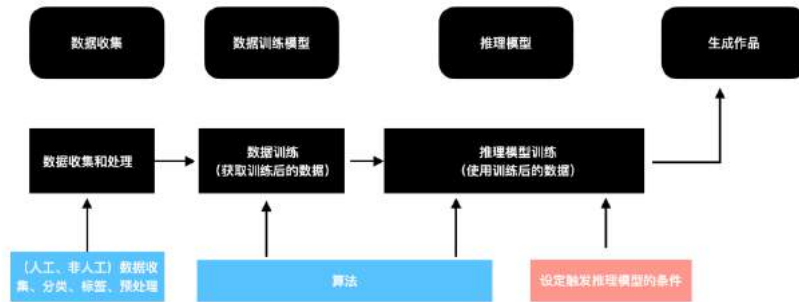 数据收集
数据训练模型
推理模型
生成作品
数据收集和处理
数据训练
（获取训练后的数据）
推理模型训练
（使用训练后的数据）
（人工、非人工）数据收
集、分类、标签、预处理
算法
设定触发推理模型的条件